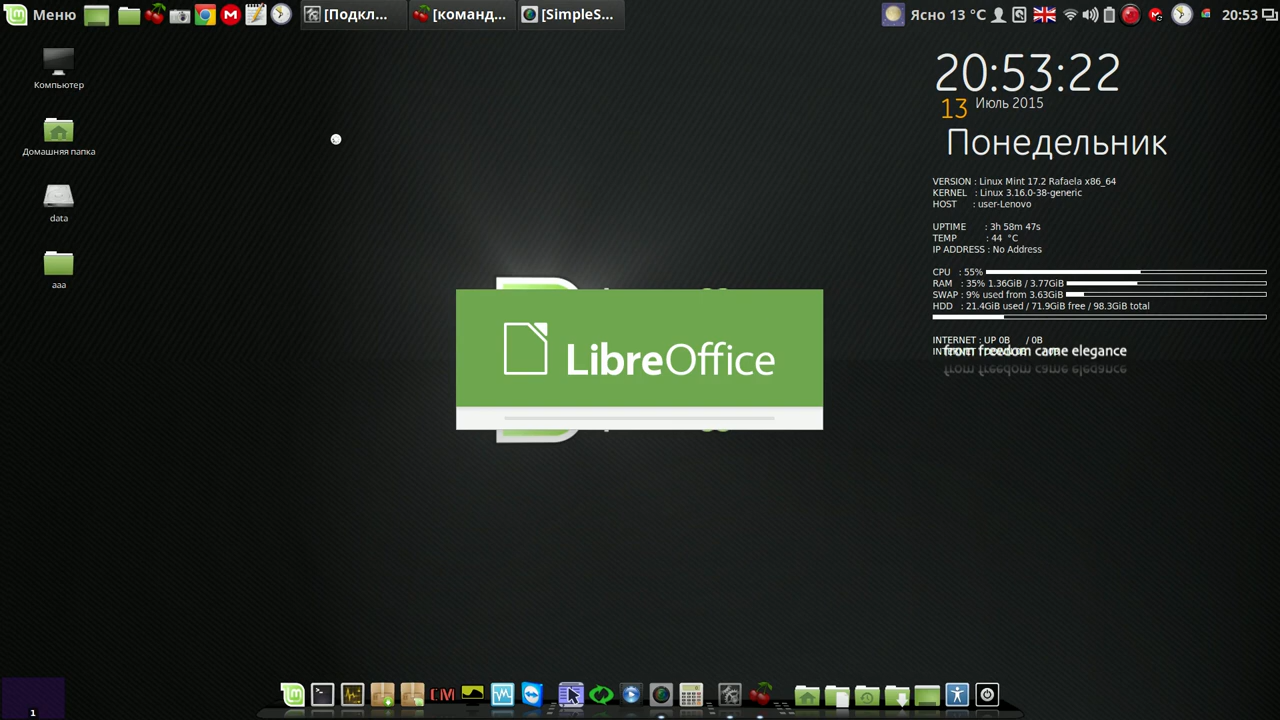 Меню
[Подкл...
[команд...
[SimpleS...
Ясно 13 °C
20:53
Компьютер
Домашняя папка
data
aaa
20:53:22
13 Июль 2015
Понедельник
VERSION : Linux Mint 17.2 Rafaela x86_64
KERNEL : Linux 3.16.0-38-generic
HOST : user-Lenovo
UPTIME : 3h 58m 47s
TEMP : 44 °C
IP ADDRESS : No Address
CPU : 55%
RAM : 35% 1.36GiB / 3.77GiB
SWAP : 9% used from 3.63GiB
HDD : 21.4GiB used / 71.9GiB free / 98.3GiB total
INTERNET : UP 0B / 0B
from freedom came elegance
LibreOffice
1